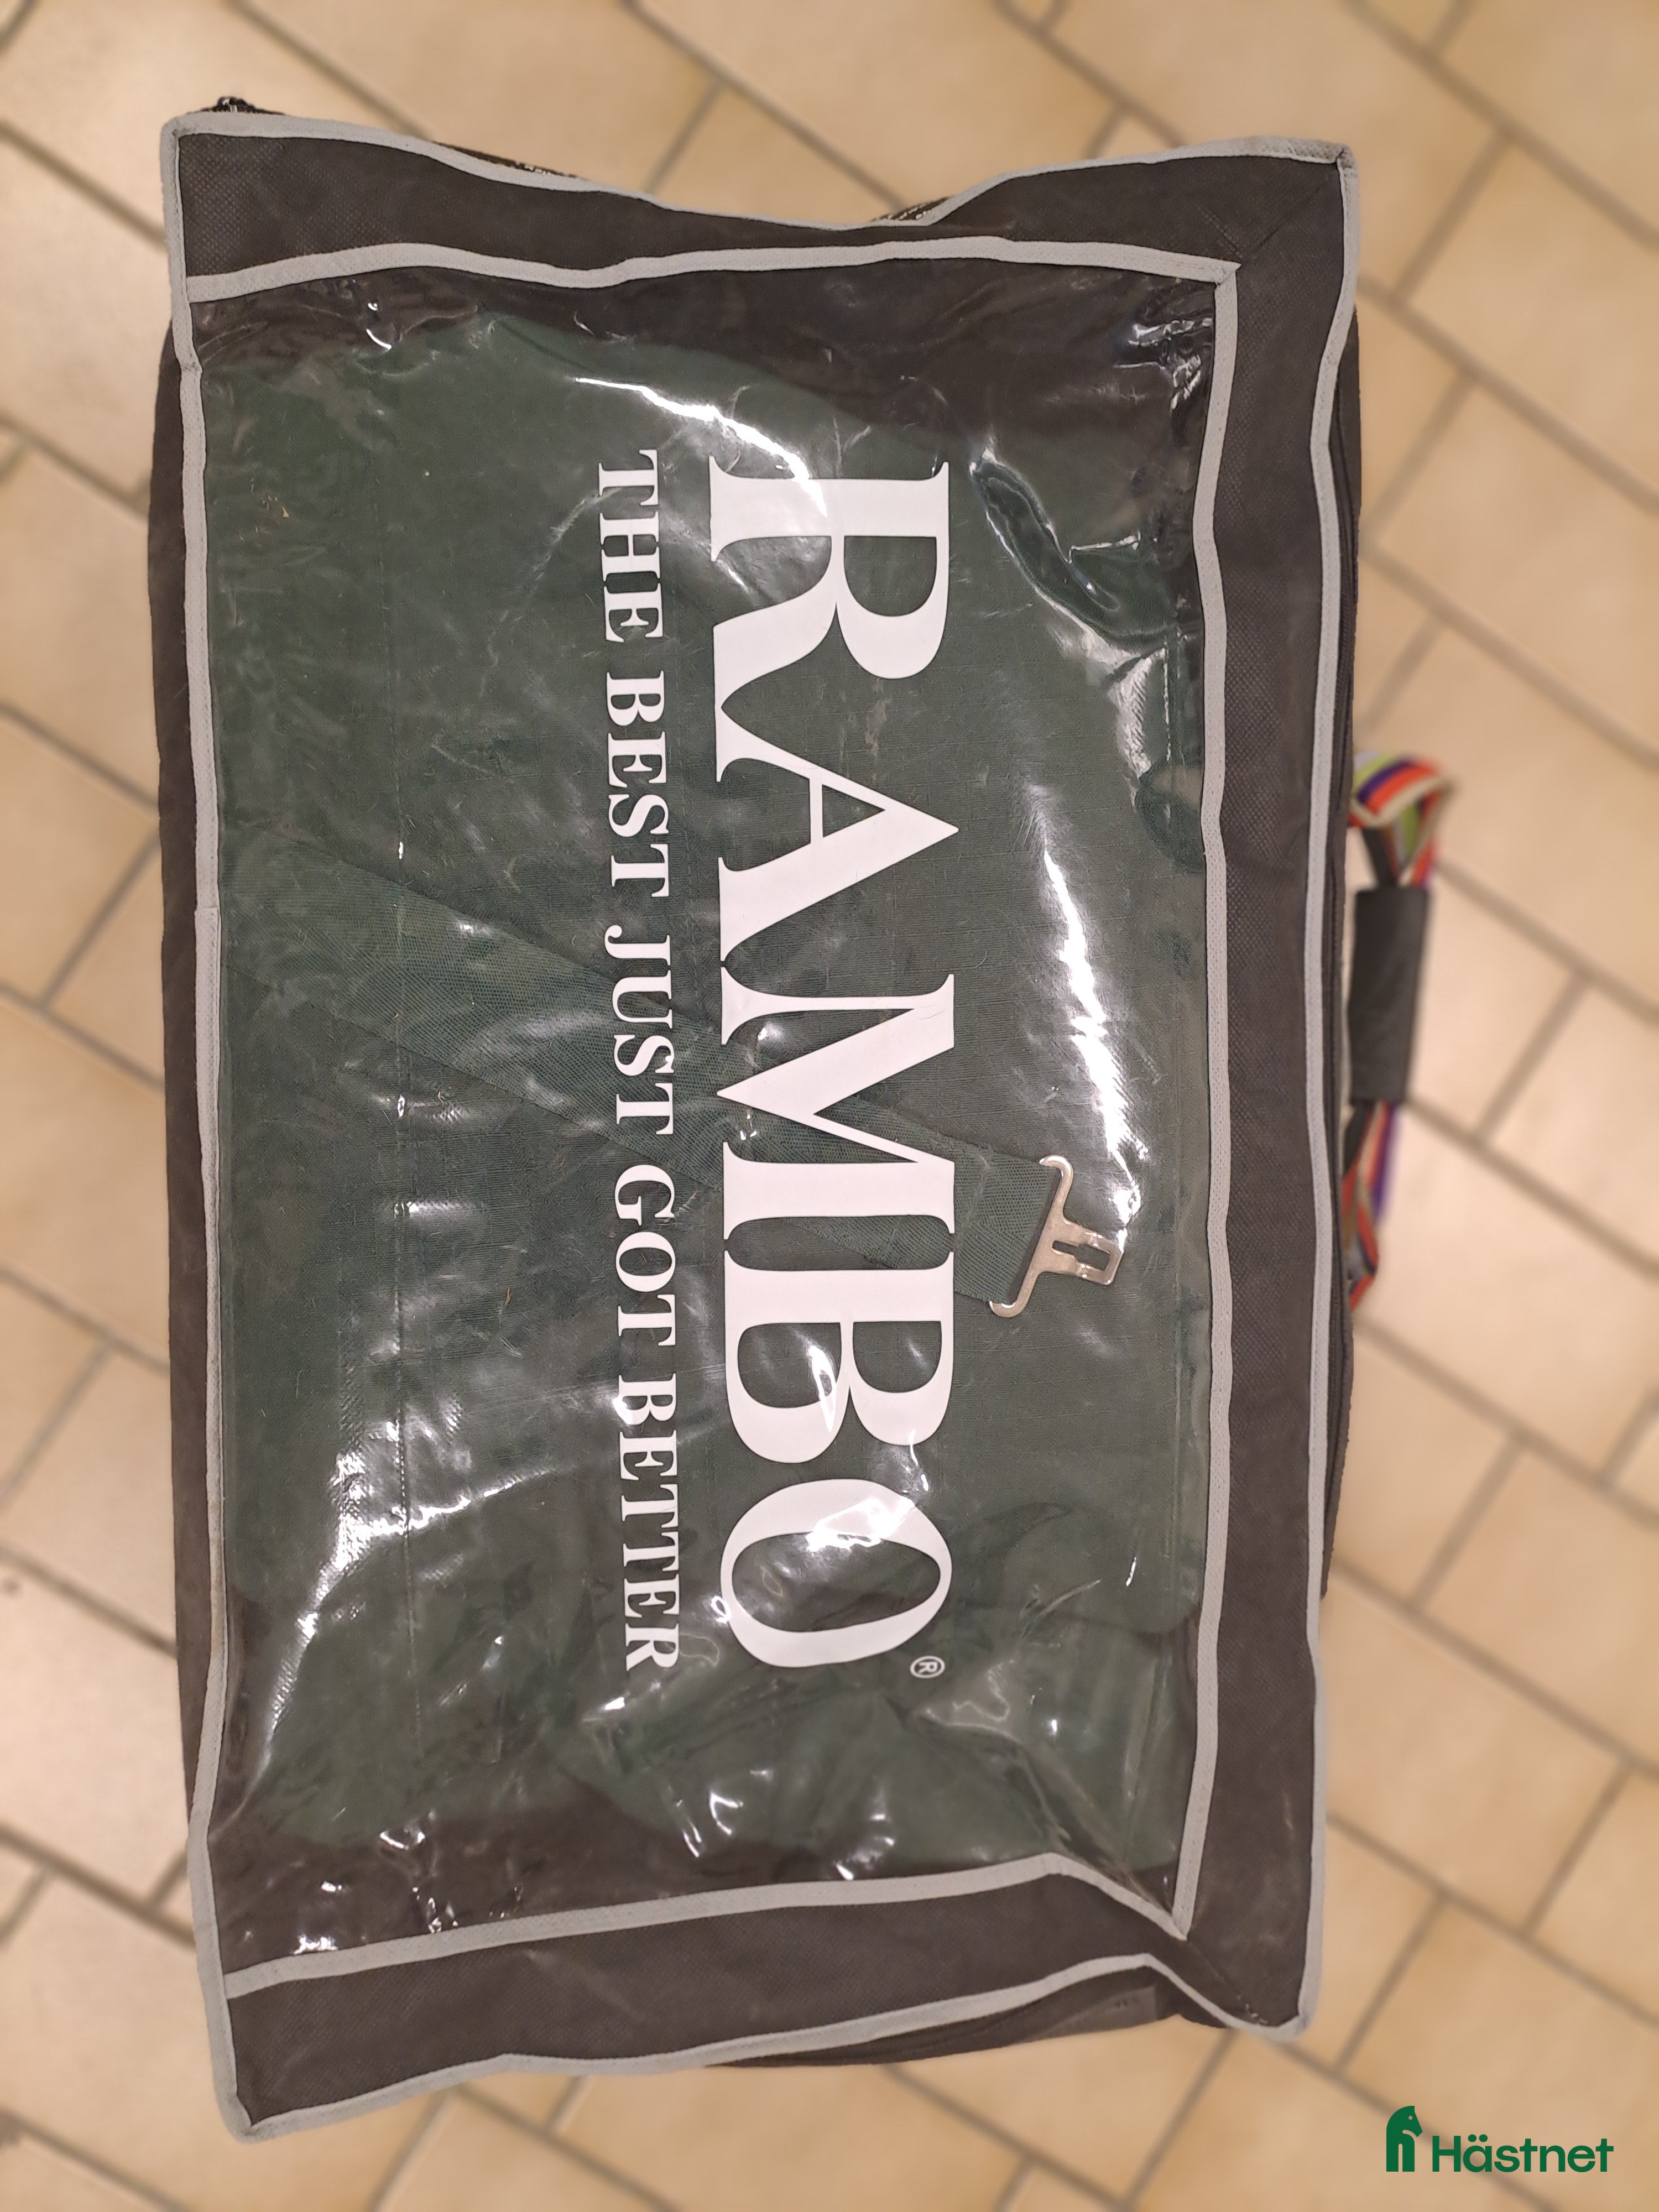 RAMBO®
THE BEST JUST GOT BETTER
Hästnet